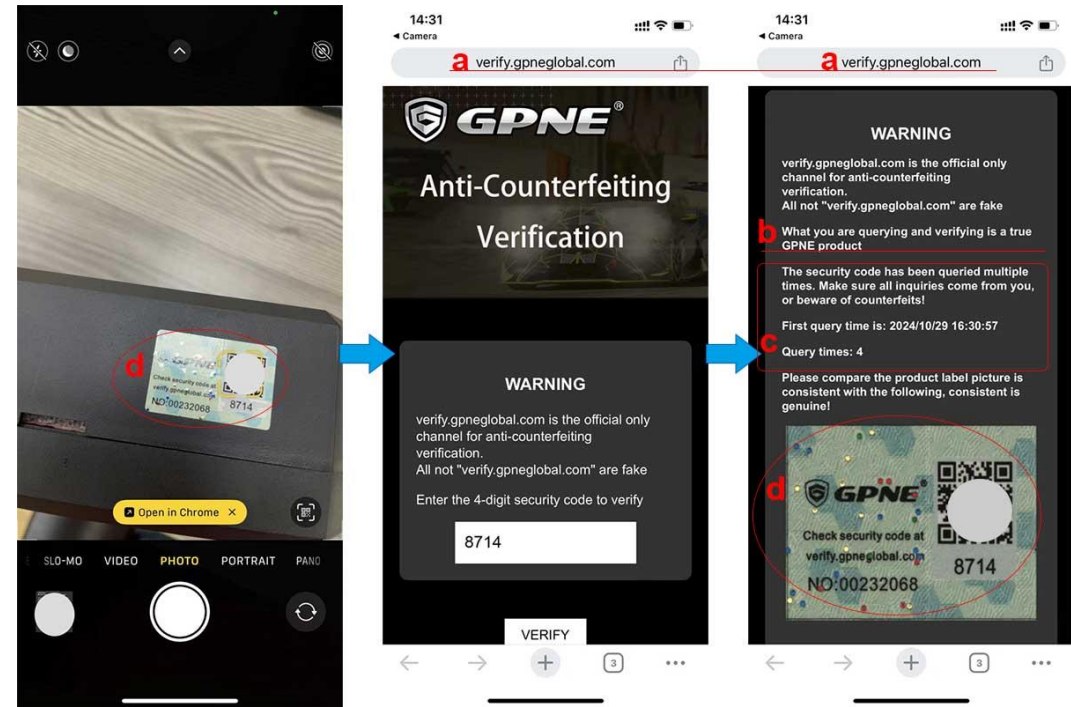 d
GPNE
Check security code at
verify.gpneglobal.com
NO:00232068
8714
Open in Chrome ×
SLO-MO VIDEO PHOTO PORTRAIT PANO
14:31
◄ Camera
a verify.gpneglobal.com
GPNE®
Anti-Counterfeiting
Verification
WARNING
verify.gpneglobal.com is the official only
channel for anti-counterfeiting
verification.
All not "verify.gpneglobal.com" are fake
Enter the 4-digit security code to verify
8714
VERIFY
3
14:31
◄ Camera
a verify.gpneglobal.com
WARNING
verify.gpneglobal.com is the official only
channel for anti-counterfeiting
verification.
All not "verify.gpneglobal.com" are fake
b
What you are querying and verifying is a true
GPNE product
The security code has been queried multiple
times. Make sure all inquiries come from you,
or beware of counterfeits!
First query time is: 2024/10/29 16:30:57
c
Query times: 4
Please compare the product label picture is
consistent with the following, consistent is
genuine!
d
GPNE®
Check security code at
verify.gpneglobal.com
8714
NO:00232068
3